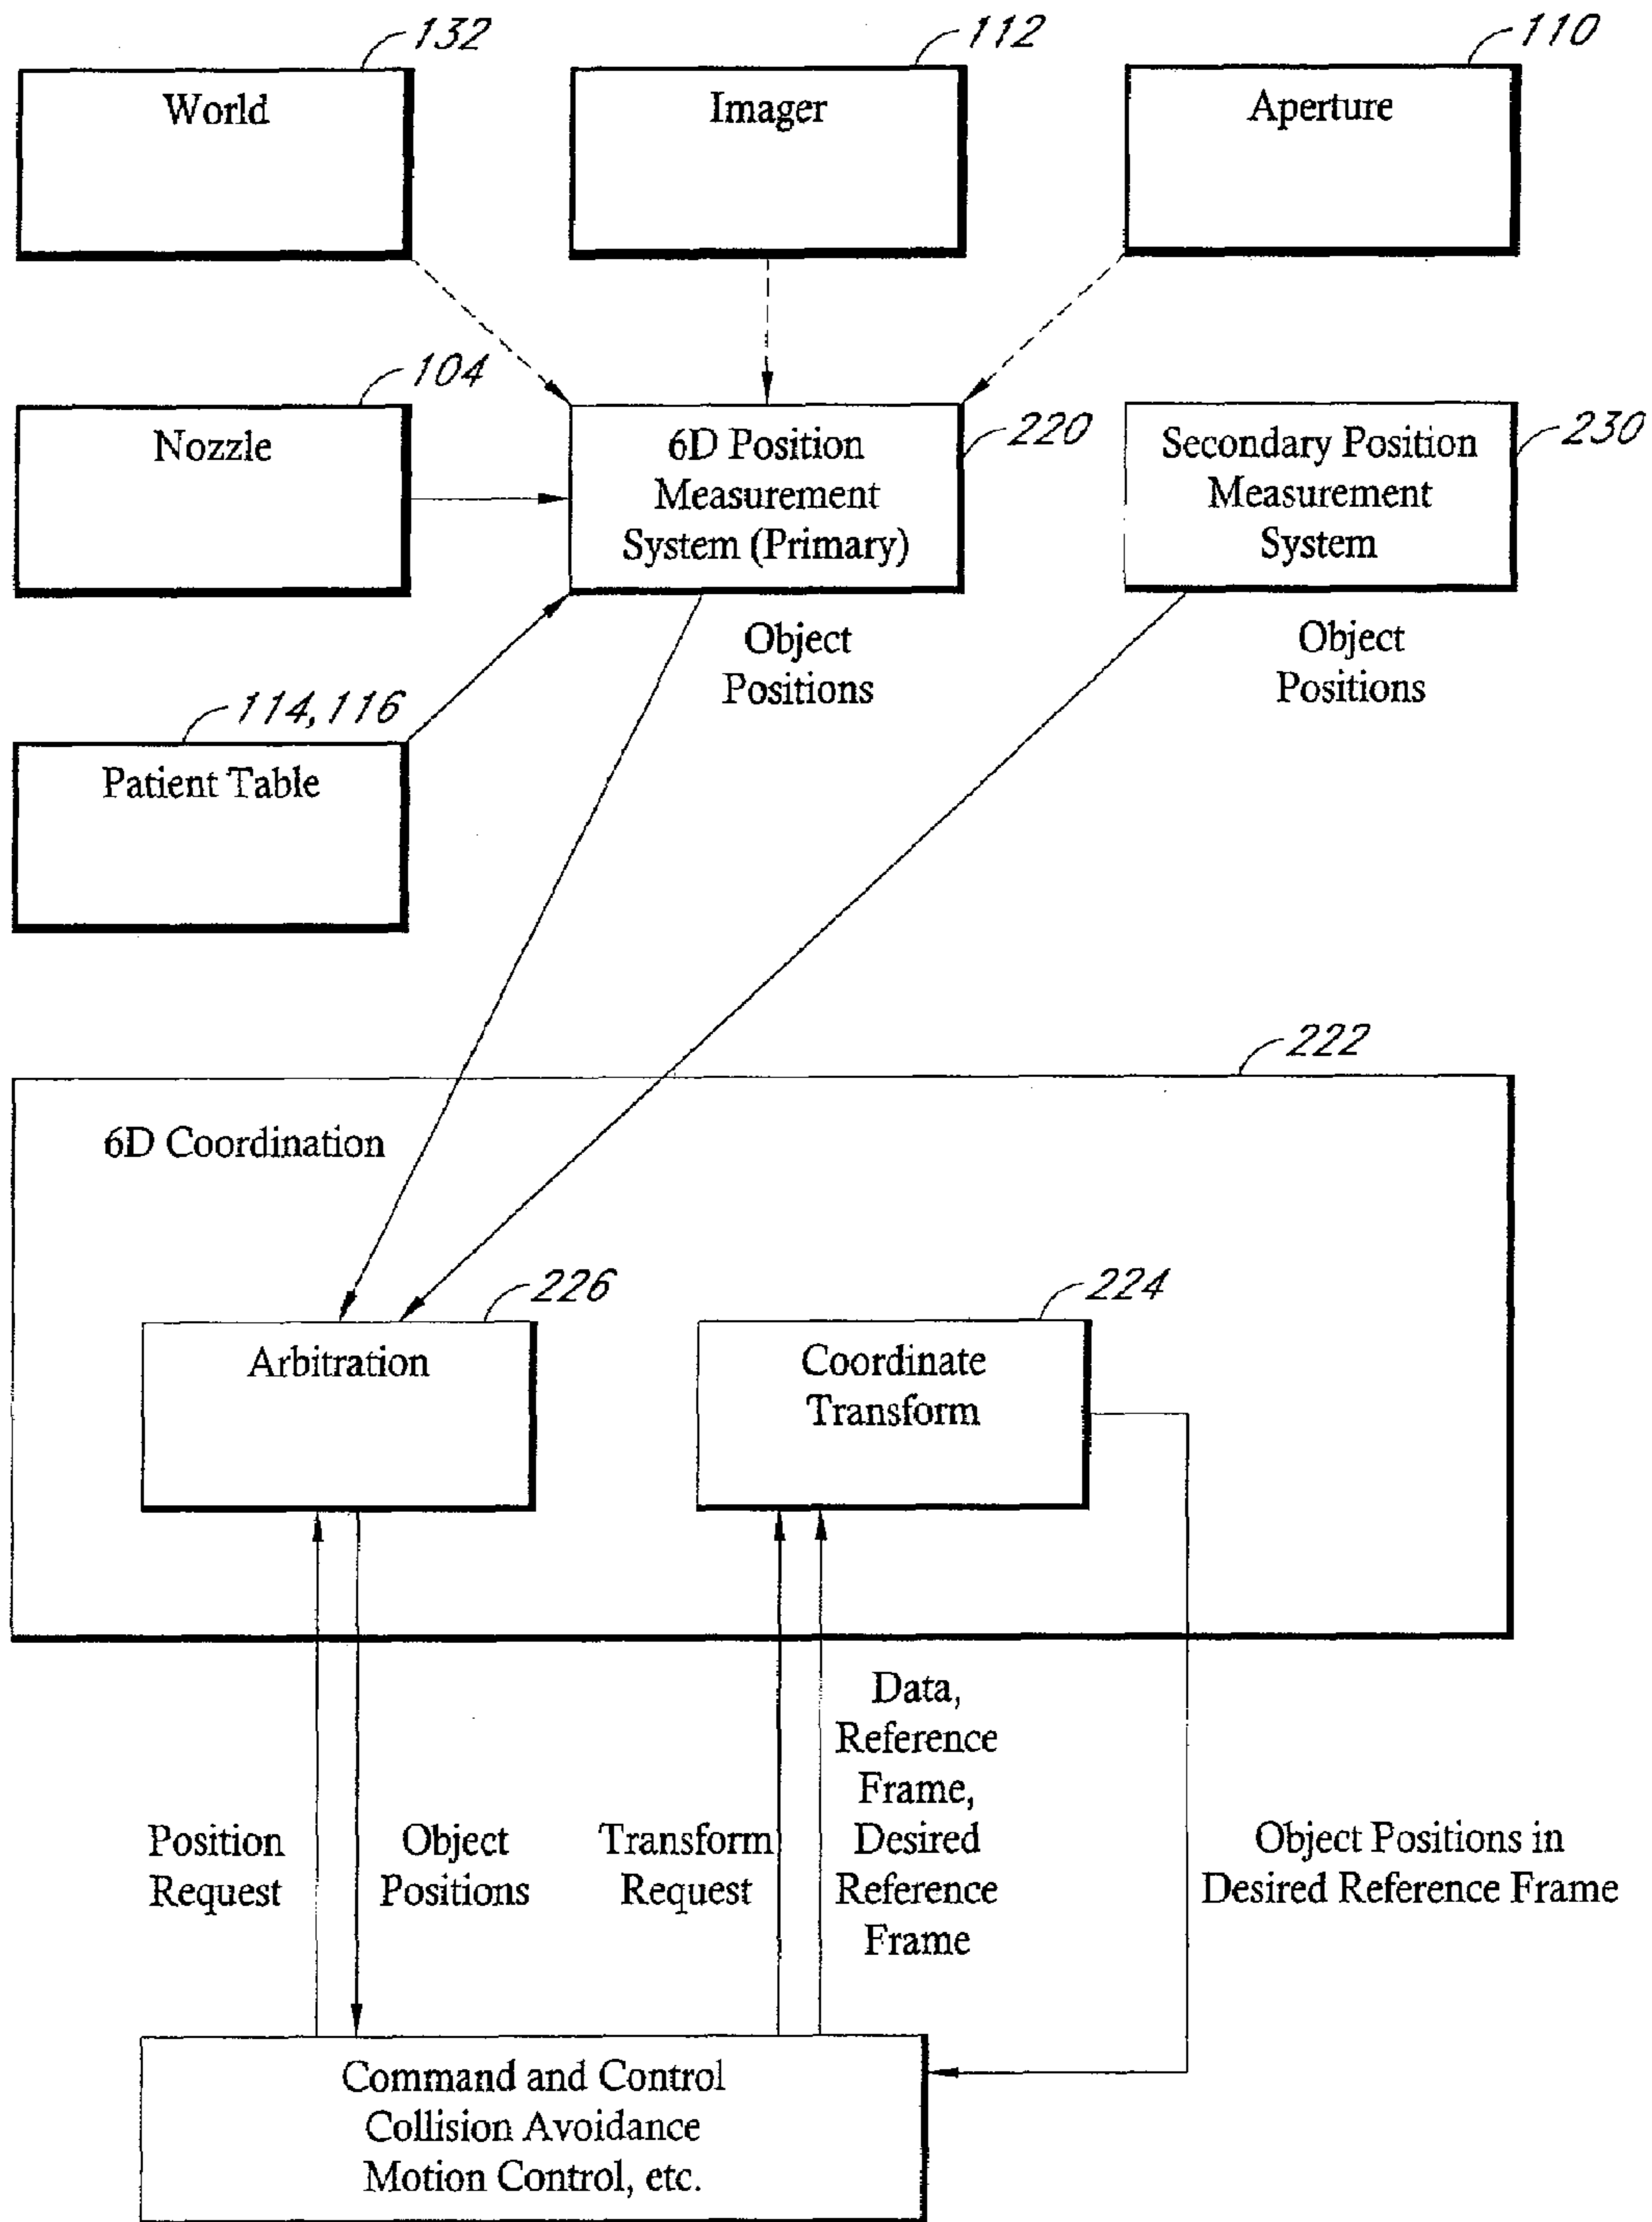 132
World
112
Imager
110
Aperture
104
Nozzle
220
6D Position
Measurement
System (Primary)
230
Secondary Position
Measurement
System
Object
Positions
Object
Positions
114, 116
Patient Table
222
6D Coordination
226
Arbitration
224
Coordinate
Transform
Position
Request
Object
Positions
Transform
Request
Data,
Reference
Frame,
Desired
Reference
Frame
Object Positions in
Desired Reference Frame
Command and Control
Collision Avoidance
Motion Control, etc.